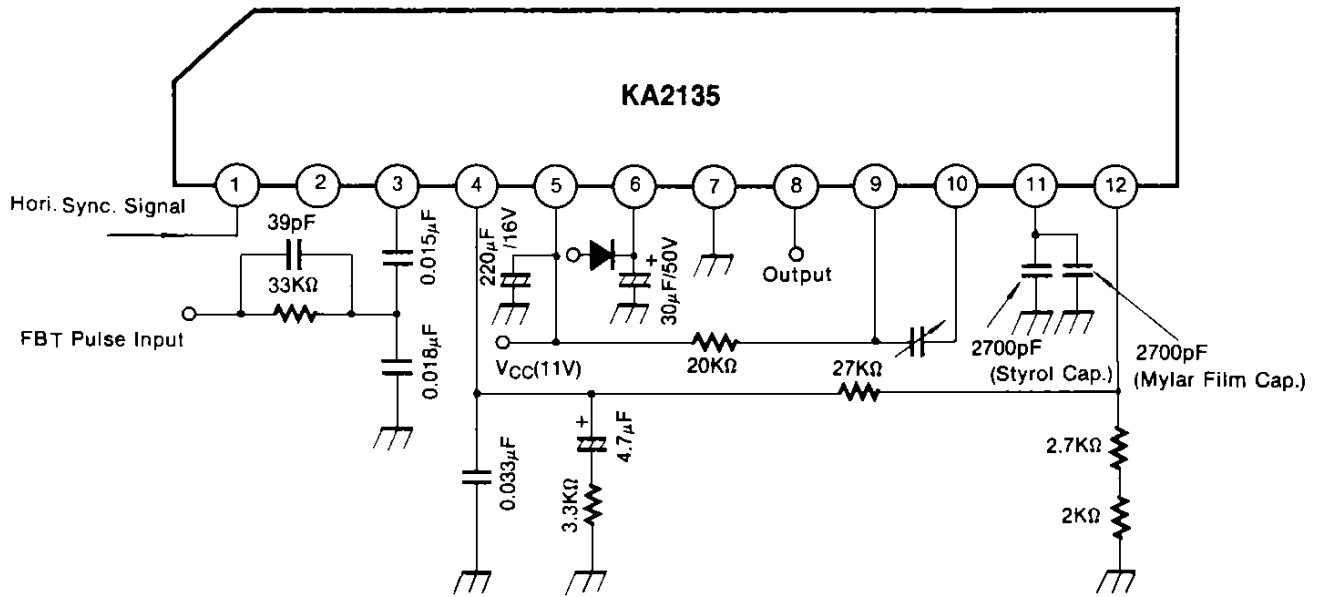 KA2135
1 2 3 4 5 6 7 8 9 10 11 12
Hori. Sync. Signal
39pF
33KΩ
FBT Pulse Input
0.015μF
0.018μF
220μF
/16V
+
30μF/50V
Output
VCC(11V)
20KΩ
27KΩ
2700pF
(Styrol Cap.)
2700pF
(Mylar Film Cap.)
0.033μF
+
4.7μF
3.3KΩ
2.7KΩ
2KΩ